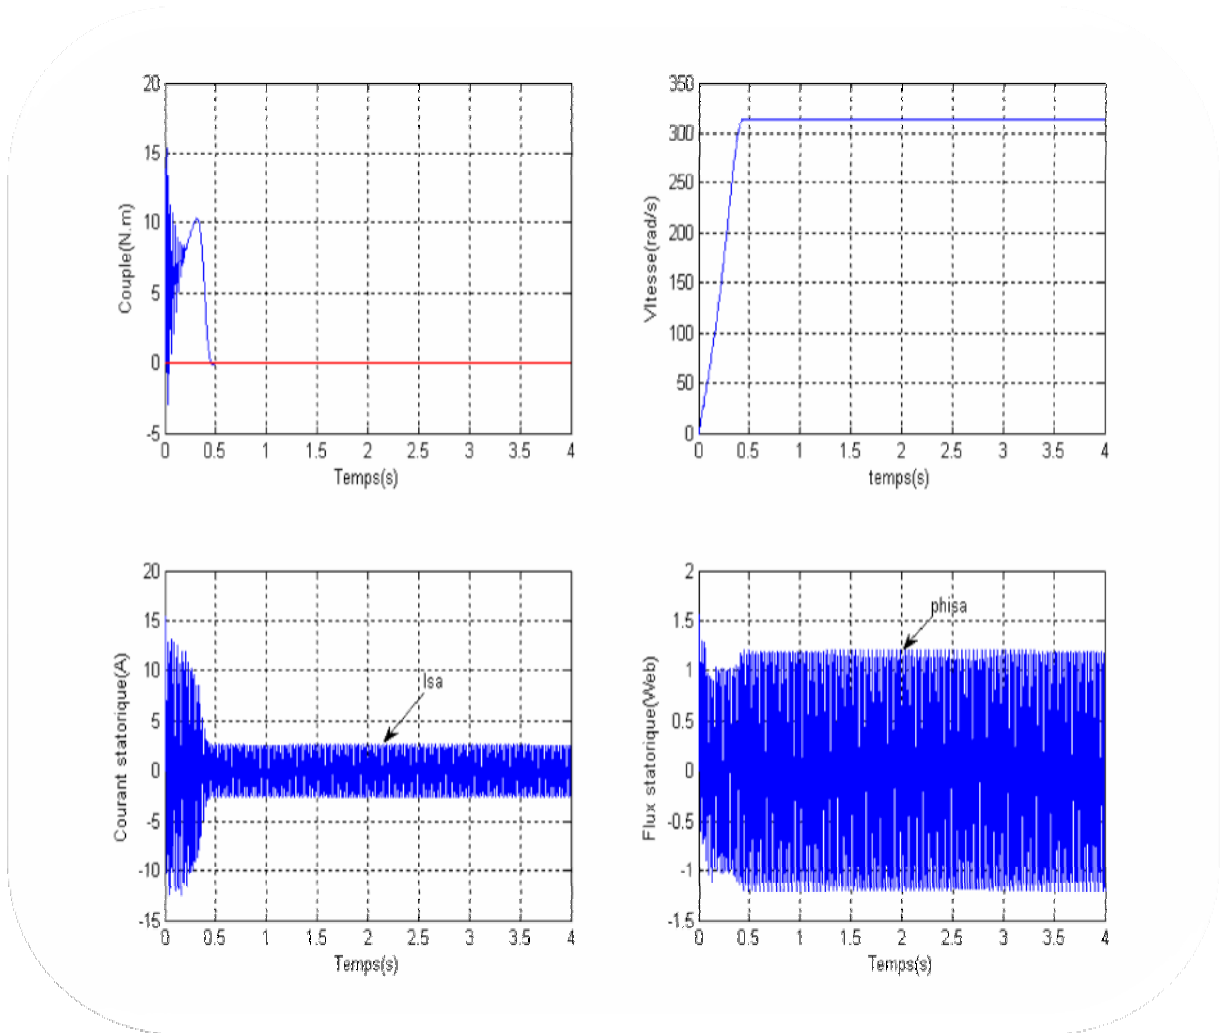 20
15
10
5
0
-5
Couple(N.m)
0 0.5 1 1.5 2 2.5 3 3.5 4
Temps(s)
350
300
250
200
150
100
50
0
VItesse(rad/s)
0 0.5 1 1.5 2 2.5 3 3.5 4
temps(s)
20
15
10
5
0
-5
-10
-15
Courant statorique(A)
Isa
0 0.5 1 1.5 2 2.5 3 3.5 4
Temps(s)
2
1.5
1
0.5
0
-0.5
-1
-1.5
Flux statorique(Web)
phisa
0 0.5 1 1.5 2 2.5 3 3.5 4
Temps(s)